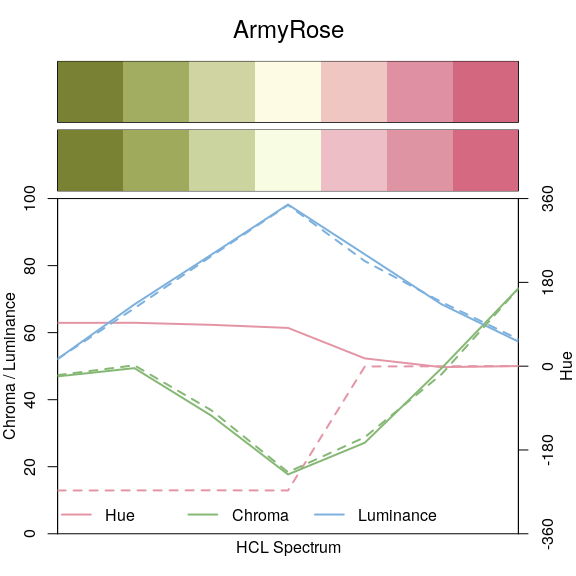 ArmyRose
100
80
60
40
20
0
Chroma / Luminance
360
180
0
-180
-360
Hue
Hue Chroma Luminance
HCL Spectrum